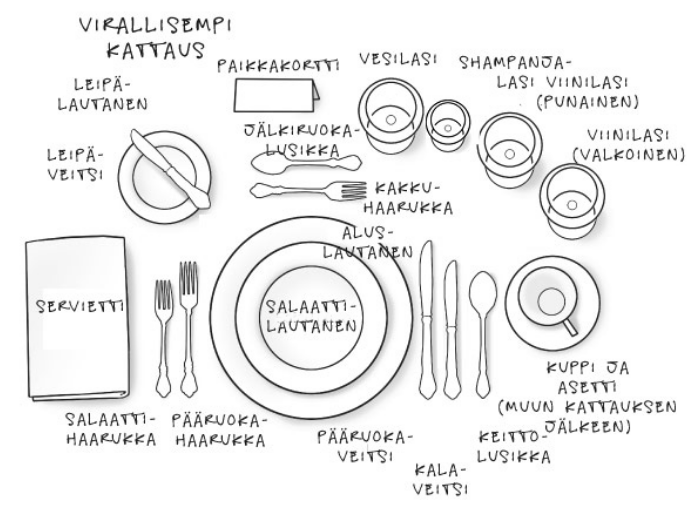 VIRALLISEMPI
KATTAUS
PAIKKAKORTTI
VESILASI
SHAMPANJA-
LASI
VIINILASI
(PUNAINEN)
LEIPÄ-
LAUTANEN
JÄLKIRUOKA-
LUSIKKA
VIINILASI
(VALKOINEN)
LEIPÄ-
VEITSI
KAKKU-
HAARUKKA
ALUS-
LAUTANEN
SERVIETTI
SALAATTI-
LAUTANEN
KUPPI JA
ASETTI
(MUUN KATTAUKSEN
JÄLKEEN)
SALAATTI-
HAARUKKA
PÄÄRUOKA-
HAARUKKA
PÄÄRUOKA-
VEITSI
KALA-
VEITSI
KEITTO-
LUSIKKA